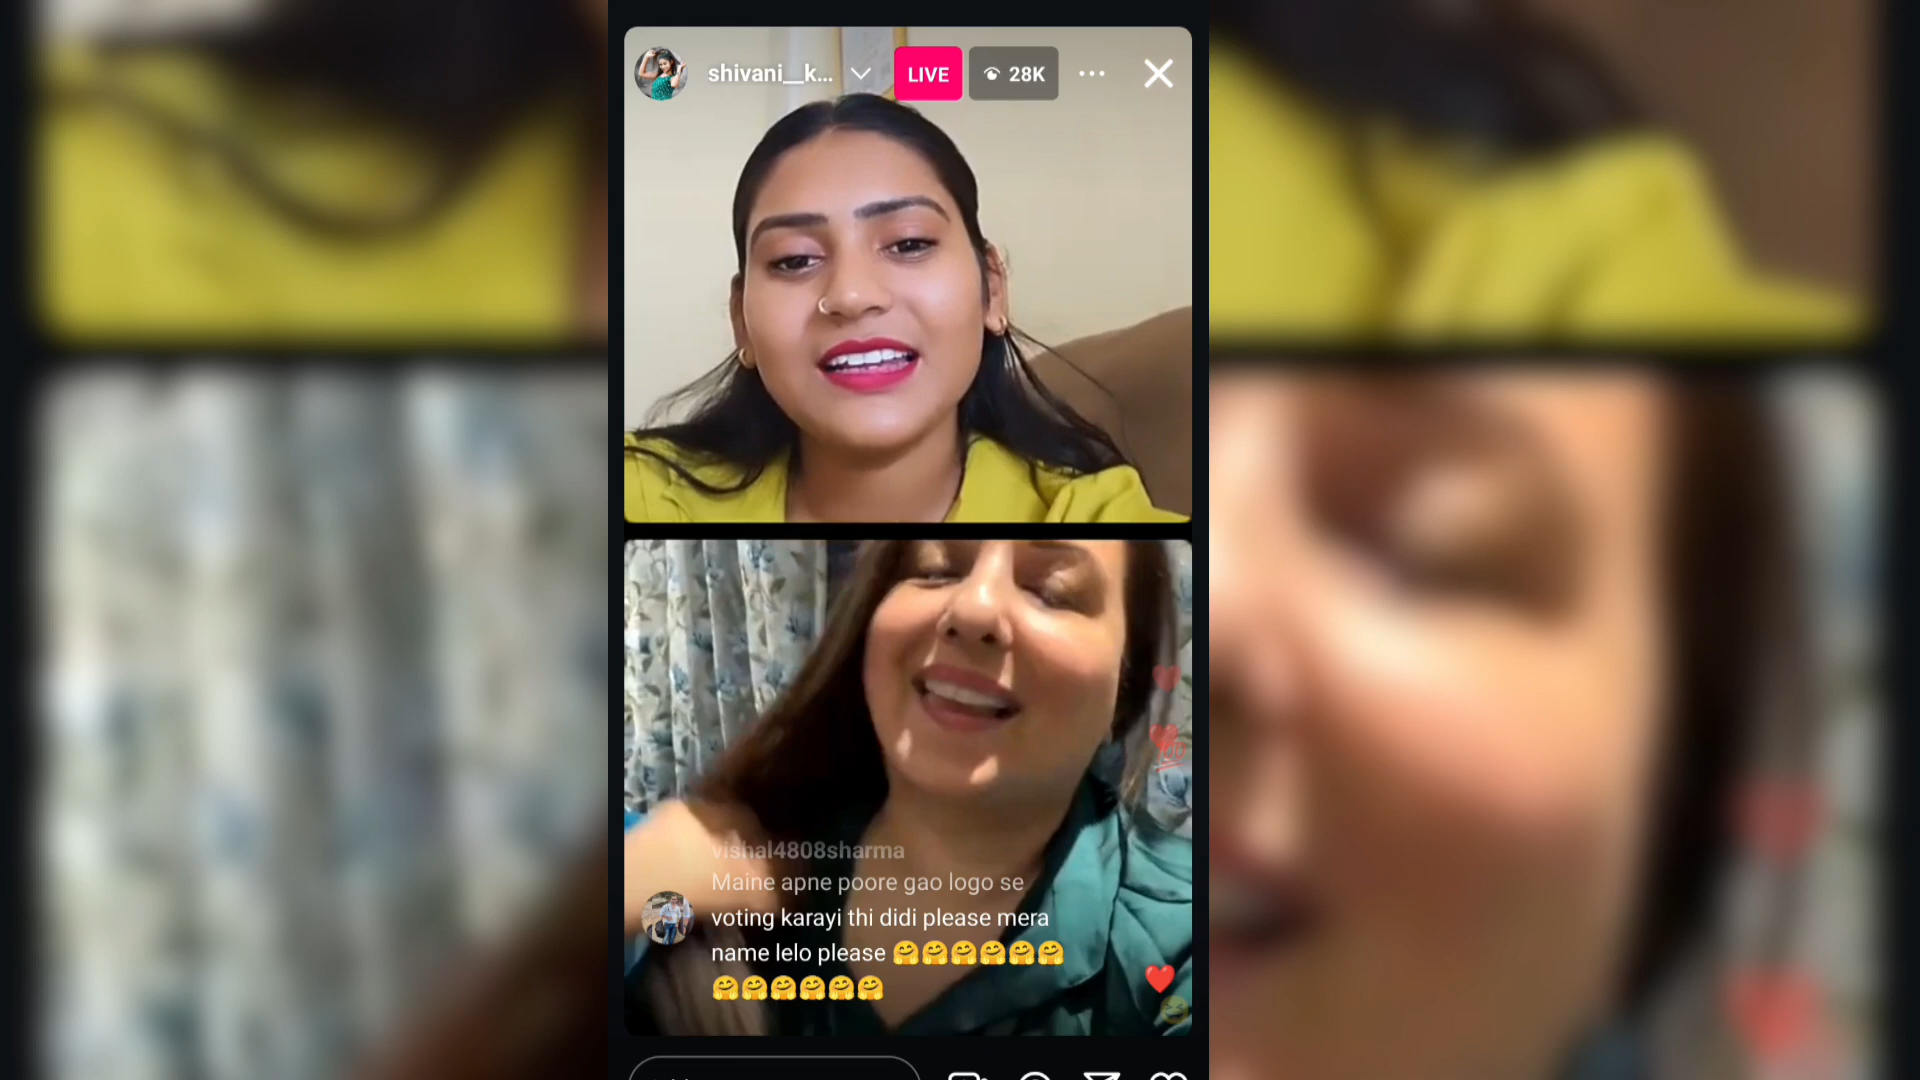 shivani__k...
LIVE
28K
vishal4808sharma
Maine apne poore gao logo se
voting karayi thi didi please mera
name lelo please 🤗🤗🤗🤗🤗🤗
🤗🤗🤗🤗🤗🤗